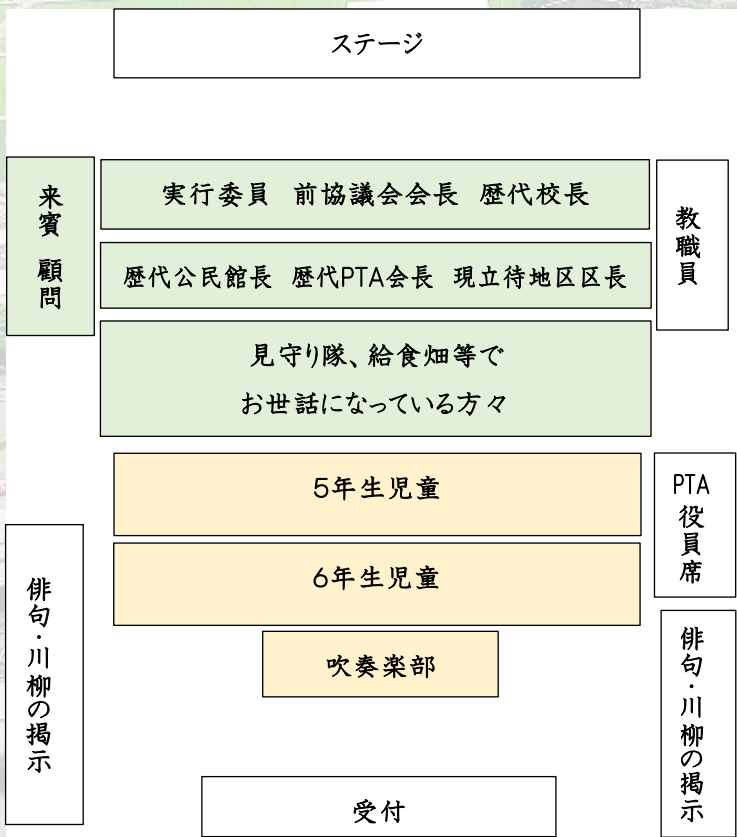 ステージ
来賓 顧問
実行委員 前協議会会長 歴代校長
教職員
歴代公民館長 歴代PTA会長 現立待地区区長
見守り隊、給食畑等で
お世話になっている方々
5年生児童
PTA
役員席
6年生児童
俳句・川柳の掲示
吹奏楽部
俳句・川柳の掲示
受付